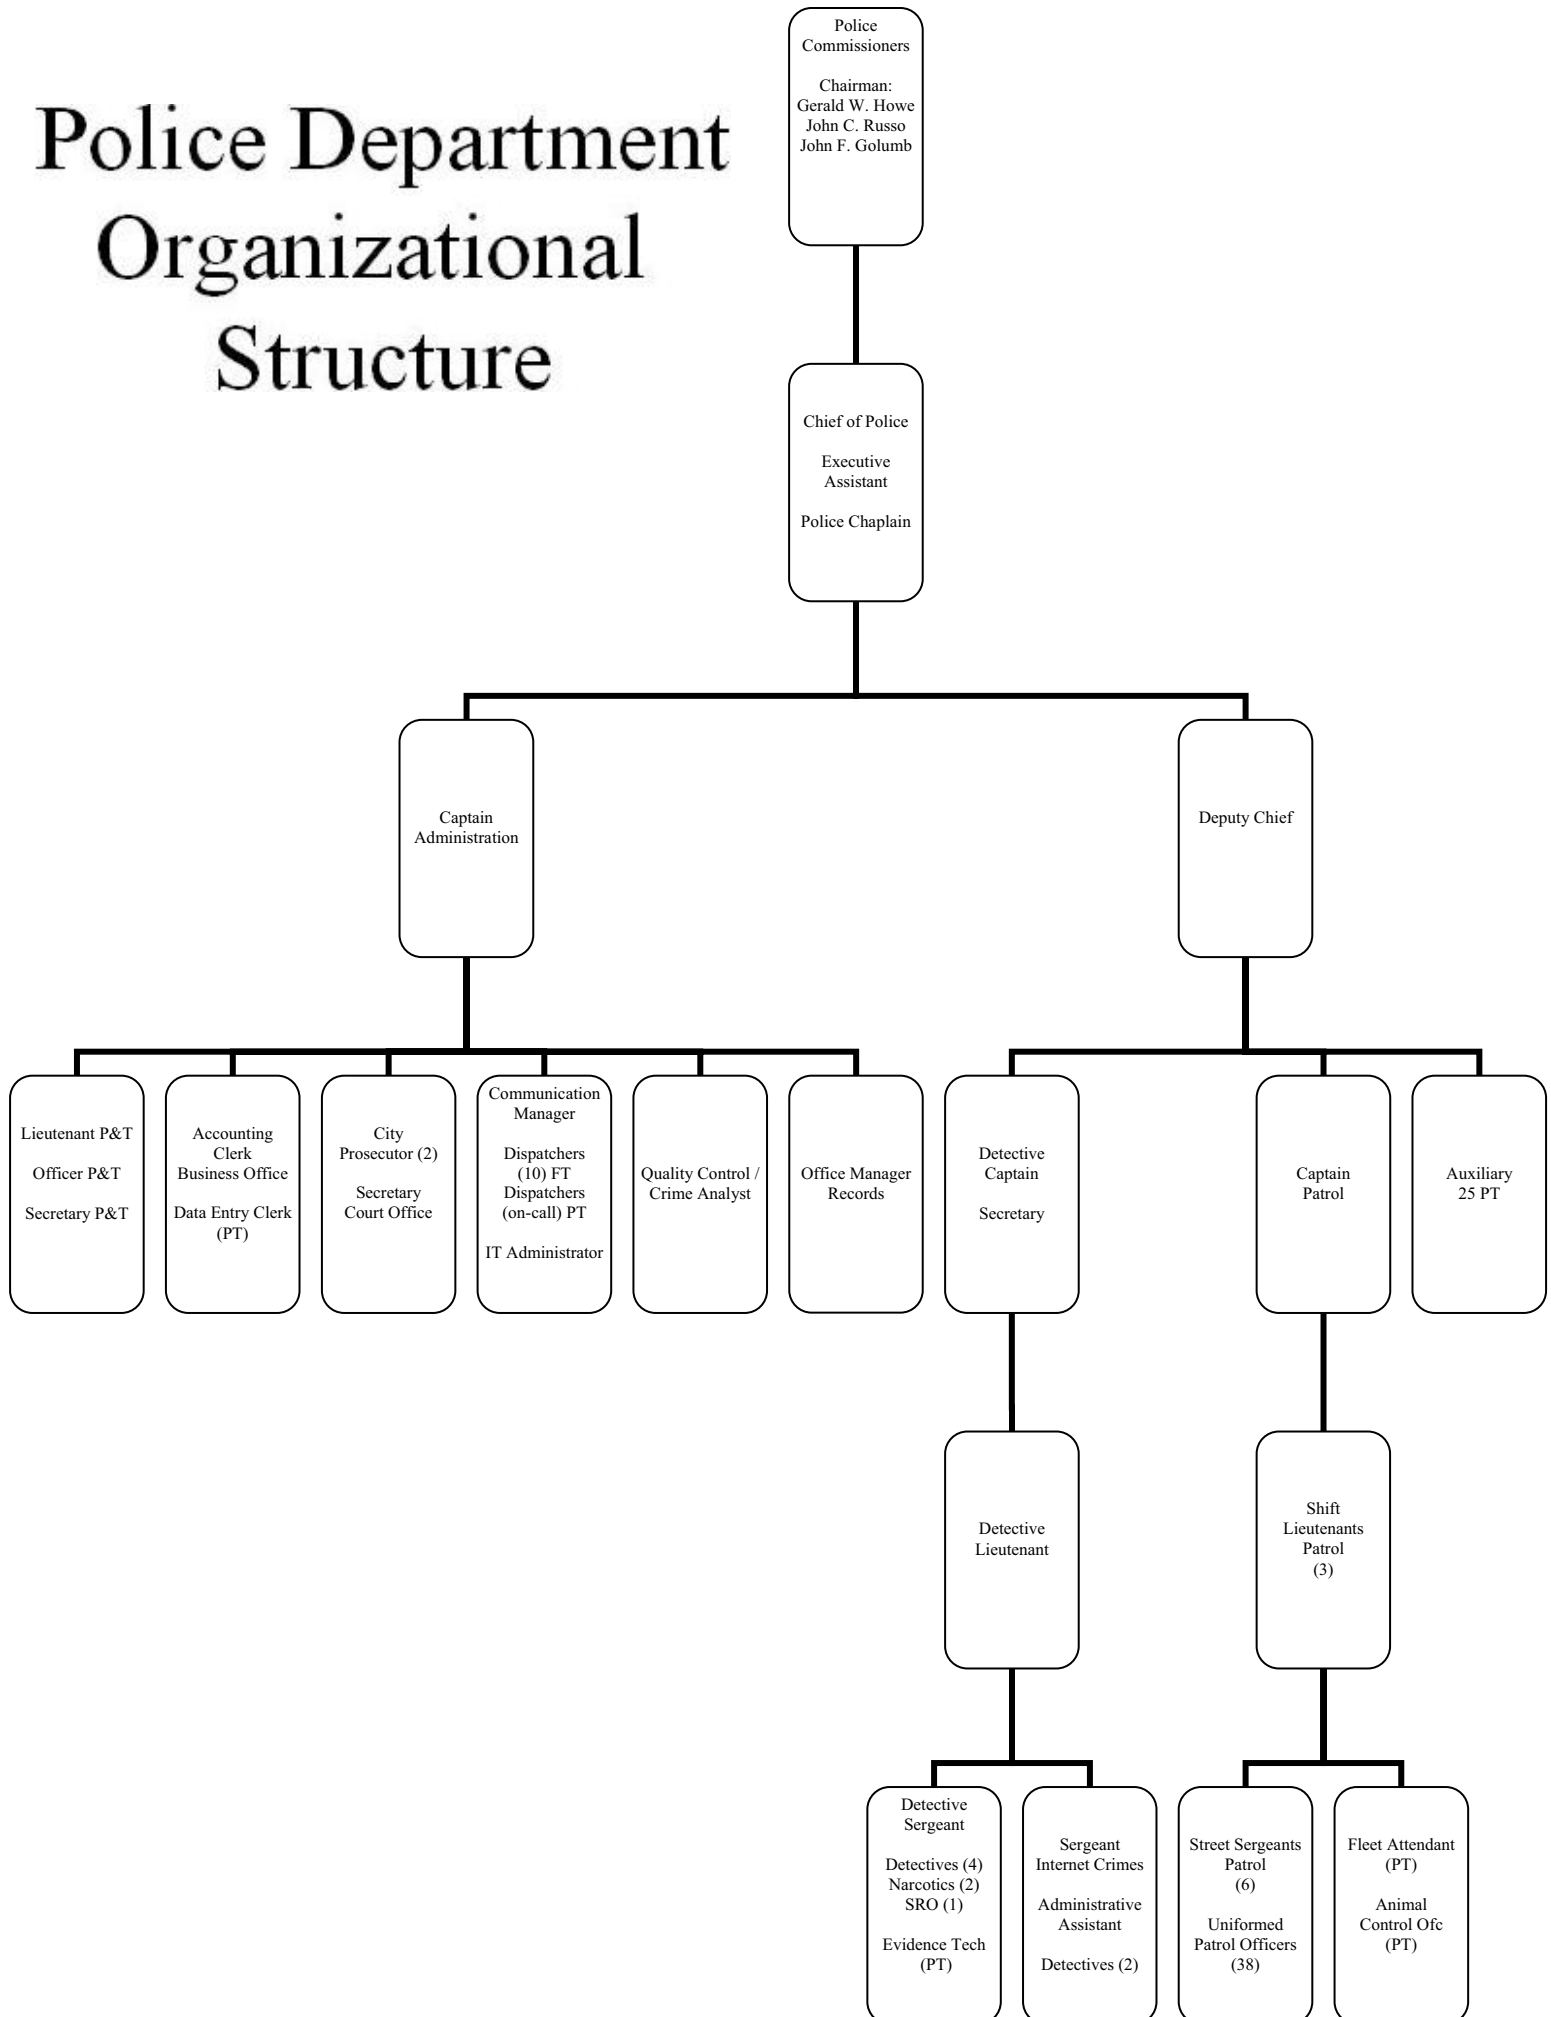 Police Department
Organizational
Structure
Police
Commissioners
Chairman:
Gerald W. Howe
John C. Russo
John F. Golumb
Chief of Police
Executive
Assistant
Police Chaplain
Captain
Administration
Deputy Chief
Lieutenant P&T
Officer P&T
Secretary P&T
Accounting
Clerk
Business Office
Data Entry Clerk
(PT)
City
Prosecutor (2)
Secretary
Court Office
Communication
Manager
Dispatchers
(10) FT
Dispatchers
(on-call) PT
IT Administrator
Quality Control /
Crime Analyst
Office Manager
Records
Detective
Captain
Secretary
Captain
Patrol
Auxiliary
25 PT
Detective
Lieutenant
Shift
Lieutenants
Patrol
(3)
Detective
Sergeant
Detectives (4)
Narcotics (2)
SRO (1)
Evidence Tech
(PT)
Sergeant
Internet Crimes
Administrative
Assistant
Detectives (2)
Street Sergeants
Patrol
(6)
Uniformed
Patrol Officers
(38)
Fleet Attendant
(PT)
Animal
Control Ofc
(PT)